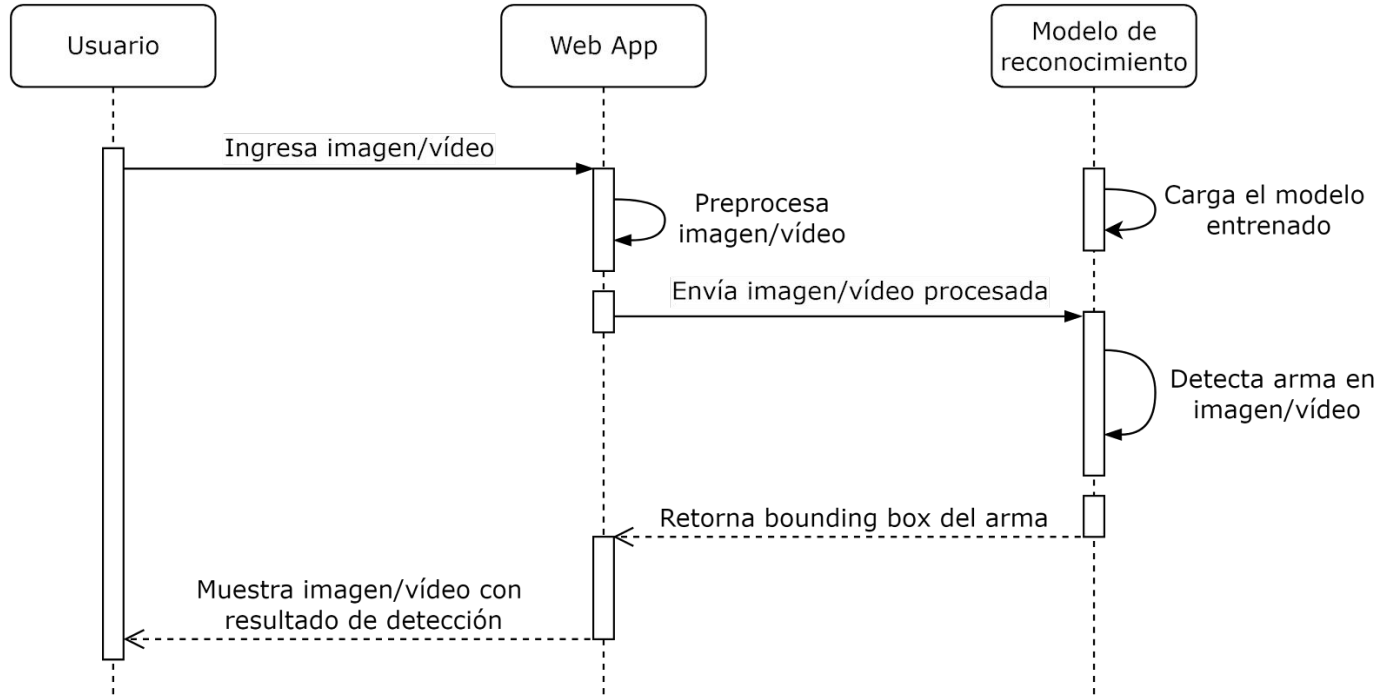 Usuario
Web App
Modelo de
reconocimiento
Ingresa imagen/vídeo
Preprocesa
imagen/vídeo
Carga el modelo
entrenado
Envía imagen/vídeo procesada
Detecta arma en
imagen/vídeo
Retorna bounding box del arma
Muestra imagen/vídeo con
resultado de detección